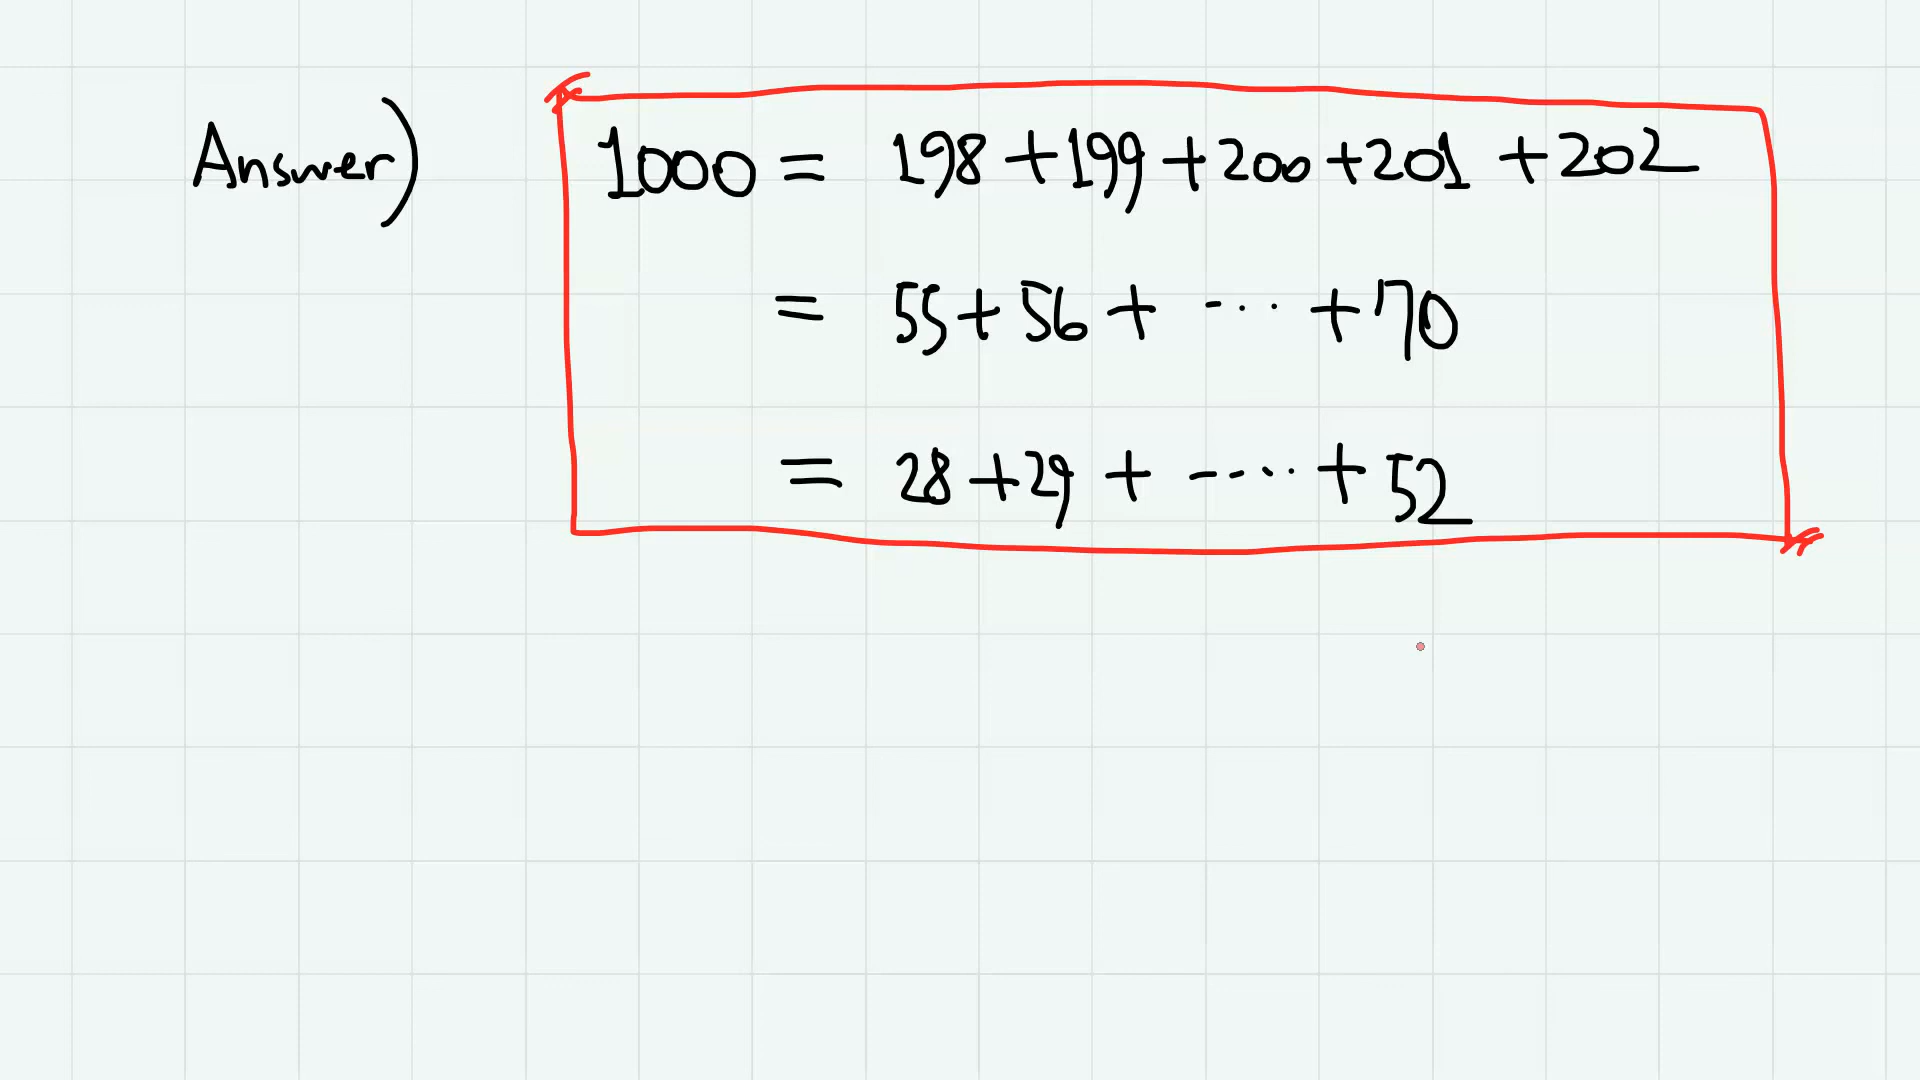 Answer) 1000 = 198 + 199 + 200 + 201 + 202
= 55 + 56 + ... + 70
= 28 + 29 + .... + 52